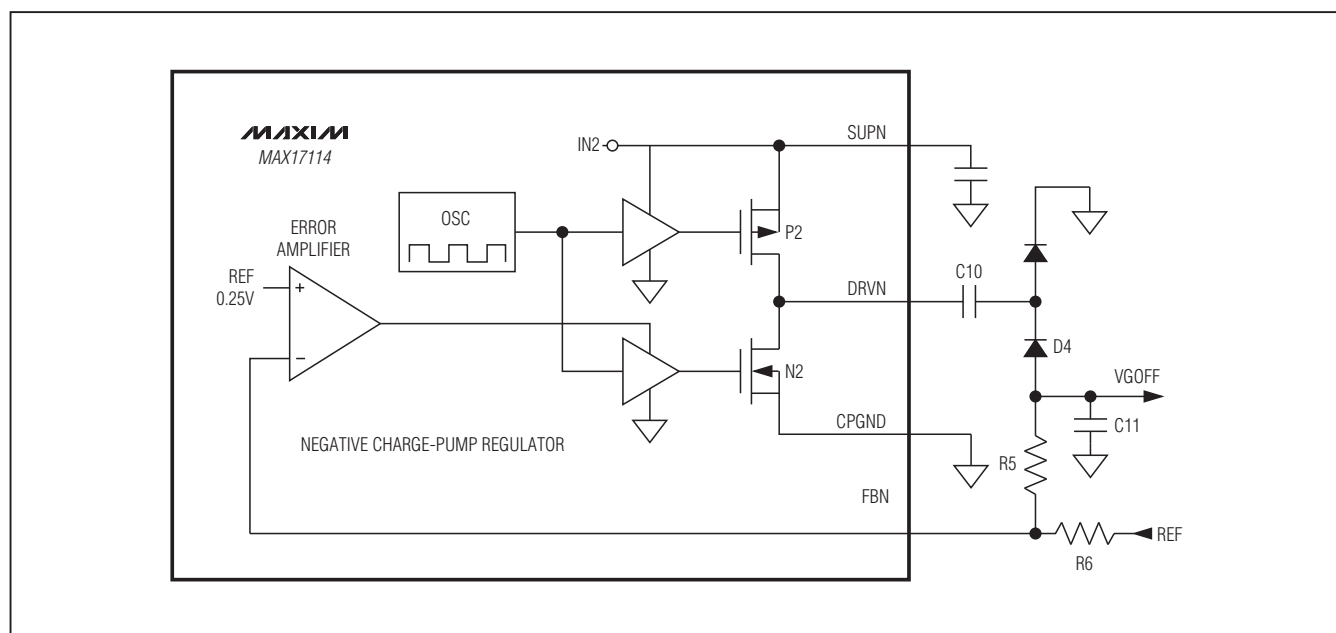 MAXIM
MAX17114
IN2
SUPN
OSC
P2
ERROR
AMPLIFIER
REF
0.25V
+
−
C10
DRVN
D4
N2
VGOFF
C11
CPGND
NEGATIVE CHARGE-PUMP REGULATOR
R5
FBN
REF
R6